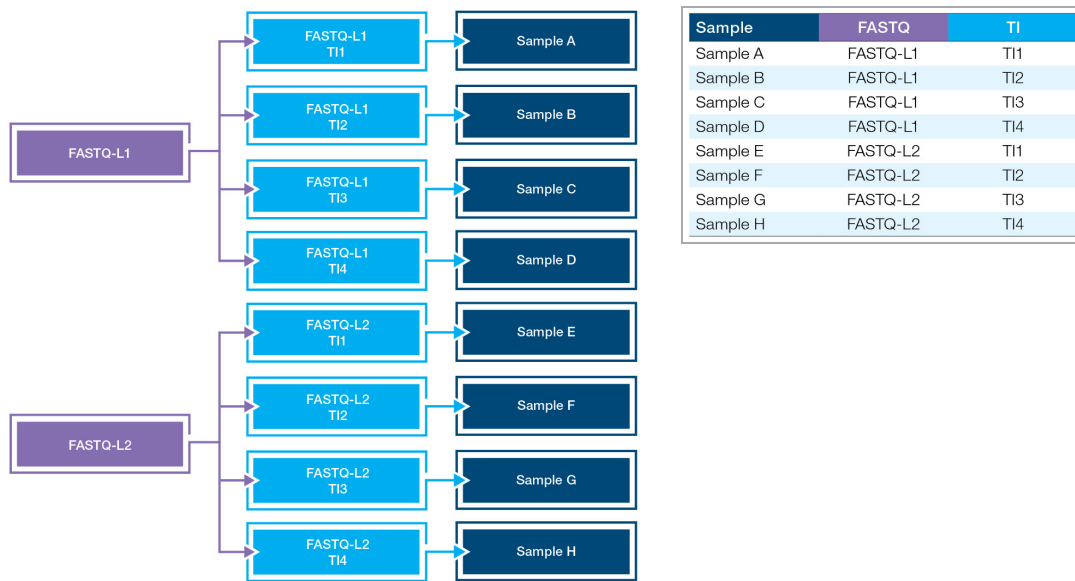 FASTQ-L1
FASTQ-L1
TI1
Sample A
FASTQ-L1
TI2
Sample B
FASTQ-L1
TI3
Sample C
FASTQ-L1
TI4
Sample D
FASTQ-L2
FASTQ-L2
TI1
Sample E
FASTQ-L2
TI2
Sample F
FASTQ-L2
TI3
Sample G
FASTQ-L2
TI4
Sample H
Sample FASTQ TI
Sample A FASTQ-L1 TI1
Sample B FASTQ-L1 TI2
Sample C FASTQ-L1 TI3
Sample D FASTQ-L1 TI4
Sample E FASTQ-L2 TI1
Sample F FASTQ-L2 TI2
Sample G FASTQ-L2 TI3
Sample H FASTQ-L2 TI4